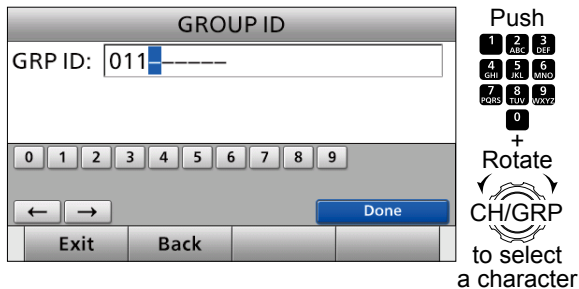 GROUP ID
GRP ID: 011------
0 1 2 3 4 5 6 7 8 9
← → Done
Exit Back
Push
1 2 ABC 3 DEF
4 GHI 5 JKL 6 MNO
7 PQRS 8 TUV 9 WXYZ
0
+
Rotate
CH/GRP
to select
a character